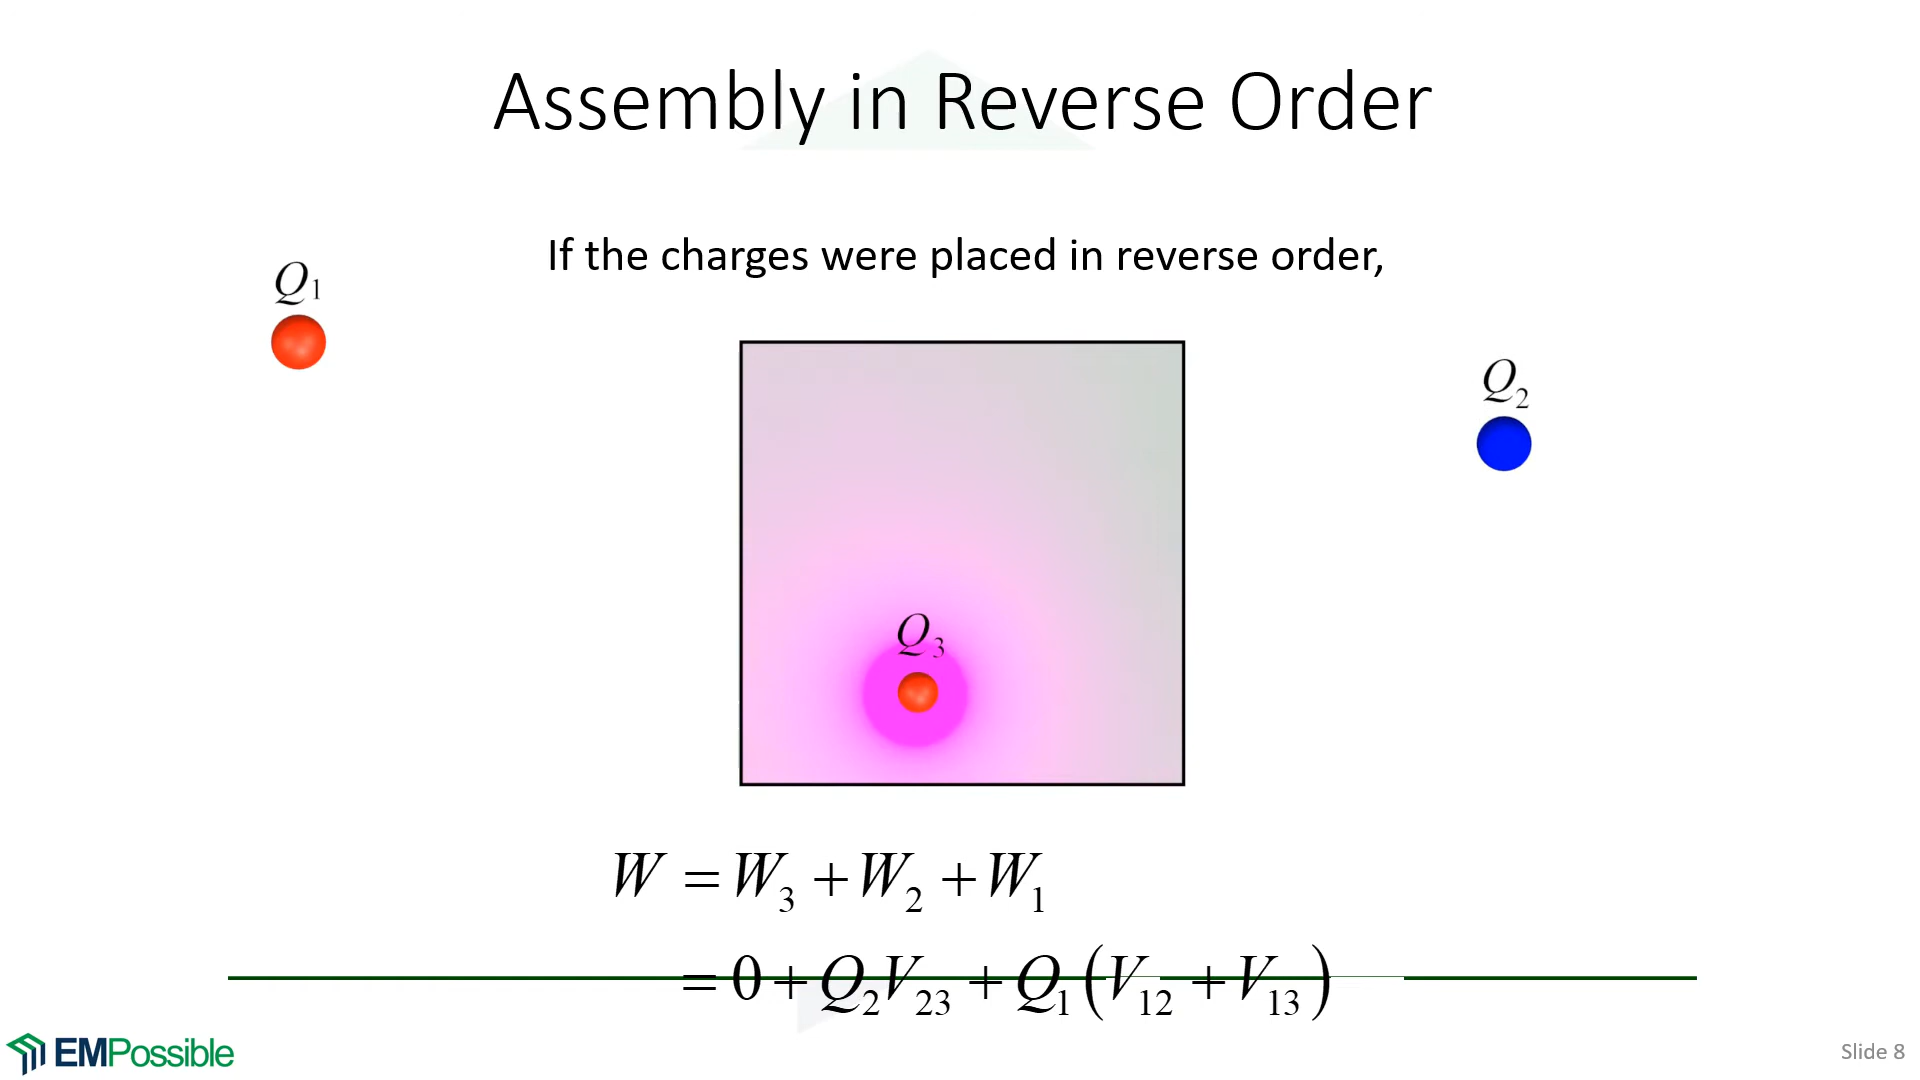 Assembly in Reverse Order
If the charges were placed in reverse order,
Q₁
Q₂
Q₃
W = W₃ + W₂ + W₁
= 0 + Q₂V₂₃ + Q₁(V₁₂ + V₁₃)
EMPossible
Slide 8